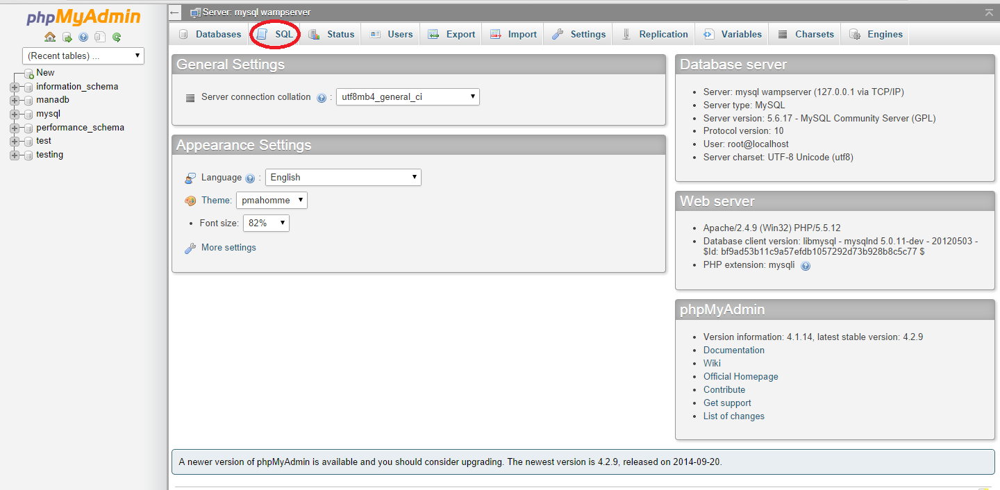 phpMyAdmin
(Recent tables) ...
New
information_schema
manadb
mysql
performance_schema
test
testing
Server: mysql wampserver
Databases
SQL
Status
Users
Export
Import
Settings
Replication
Variables
Charsets
Engines
General Settings
Server connection collation :
utf8mb4_general_ci
Appearance Settings
Language :
English
Theme:
pmahomme
Font size:
82%
More settings
Database server
Server: mysql wampserver (127.0.0.1 via TCP/IP)
Server type: MySQL
Server version: 5.6.17 - MySQL Community Server (GPL)
Protocol version: 10
User: root@localhost
Server charset: UTF-8 Unicode (utf8)
Web server
Apache/2.4.9 (Win32) PHP/5.5.12
Database client version: libmysql - mysqlnd 5.0.11-dev - 20120503 -
$Id: bf9ad53b11c9a57efdb1057292d73b928b8c5c77 $
PHP extension: mysqli
phpMyAdmin
Version information: 4.1.14, latest stable version: 4.2.9
Documentation
Wiki
Official Homepage
Contribute
Get support
List of changes
A newer version of phpMyAdmin is available and you should consider upgrading. The newest version is 4.2.9, released on 2014-09-20.